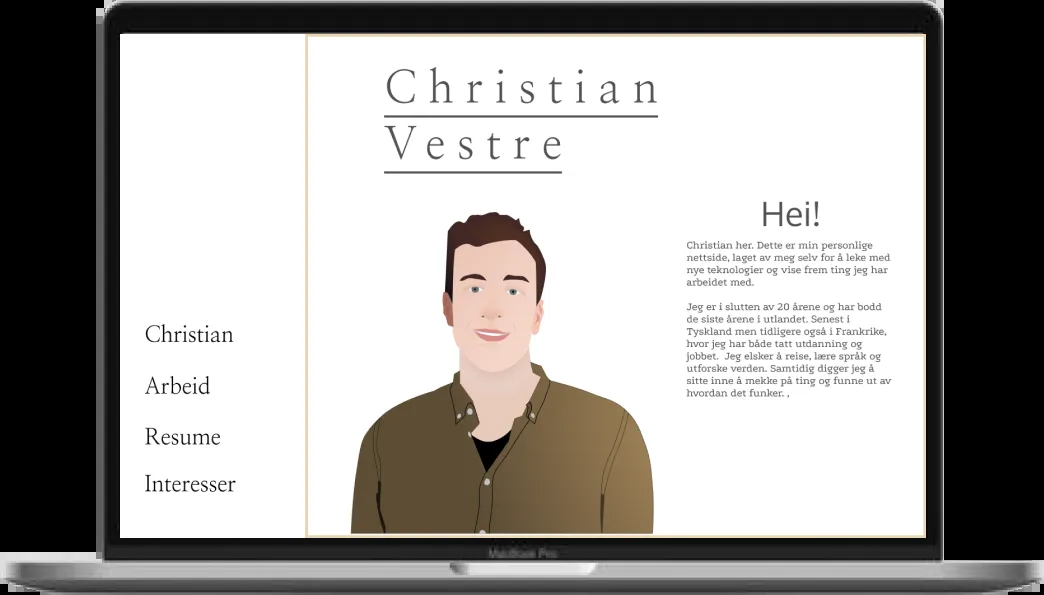 Christian
Vestre
Hei!
Christian her. Dette er min personlige
nettside, laget av meg selv for å leke med
nye teknologier og vise frem ting jeg har
arbeidet med.
Jeg er i slutten av 20 årene og har bodd
de siste årene i utlandet. Senest i
Tyskland men tidligere også i Frankrike,
hvor jeg har både tatt utdanning og
jobbet. Jeg elsker å reise, lære språk og
utforske verden. Samtidig digger jeg å
sitte inne å mekke på ting og funne ut av
hvordan det funker. ,
Christian
Arbeid
Resume
Interesser
MacBook Pro